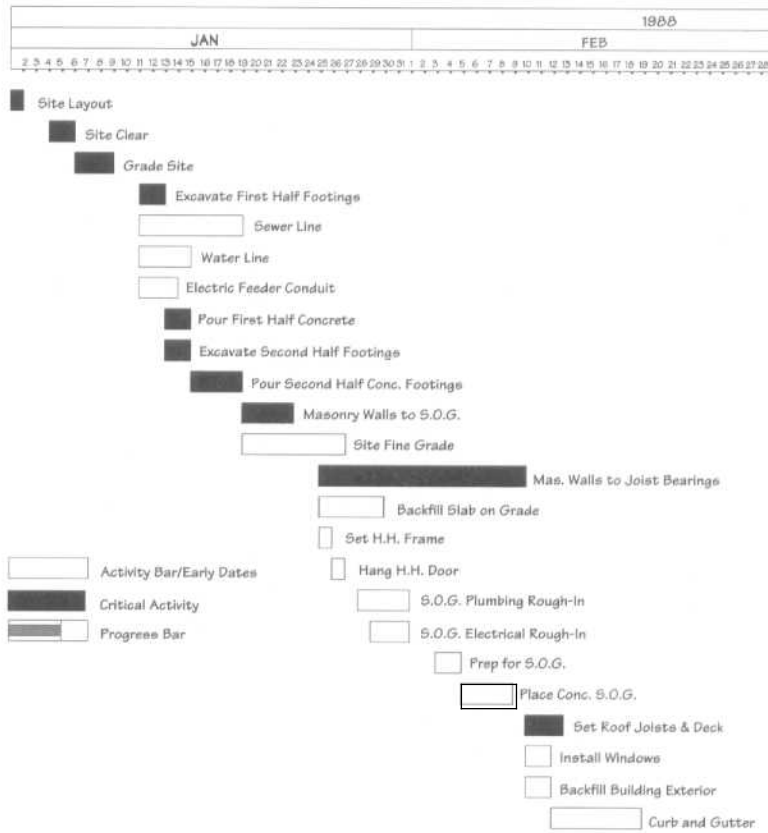 1988
JAN FEB
2 3 4 5 6 7 8 9 10 11 12 13 14 15 16 17 18 19 20 21 22 23 24 25 26 27 28 29 30 31 1 2 3 4 5 6 7 8 9 10 11 12 13 14 15 16 17 18 19 20 21 22 23 24 25 26 27 28
Site Layout
Site Clear
Grade Site
Excavate First Half Footings
Sewer Line
Water Line
Electric Feeder Conduit
Pour First Half Concrete
Excavate Second Half Footings
Pour Second Half Conc. Footings
Masonry Walls to S.O.G.
Site Fine Grade
Mas. Walls to Joist Bearings
Backfill Slab on Grade
Set H.H. Frame
Activity Bar/Early Dates Hang H.H. Door
Critical Activity S.O.G. Plumbing Rough-In
Progress Bar S.O.G. Electrical Rough-In
Prep for S.O.G.
Place Conc. S.O.G.
Set Roof Joists & Deck
Install Windows
Backfill Building Exterior
Curb and Gutter